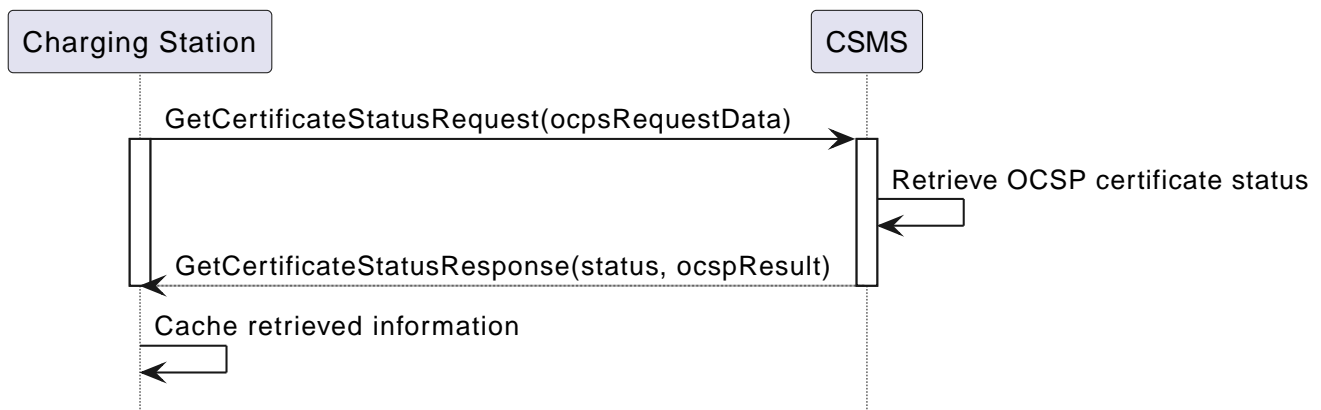 Charging Station
CSMS
GetCertificateStatusRequest(ocpsRequestData)
Retrieve OCSP certificate status
GetCertificateStatusResponse(status, ocspResult)
Cache retrieved information